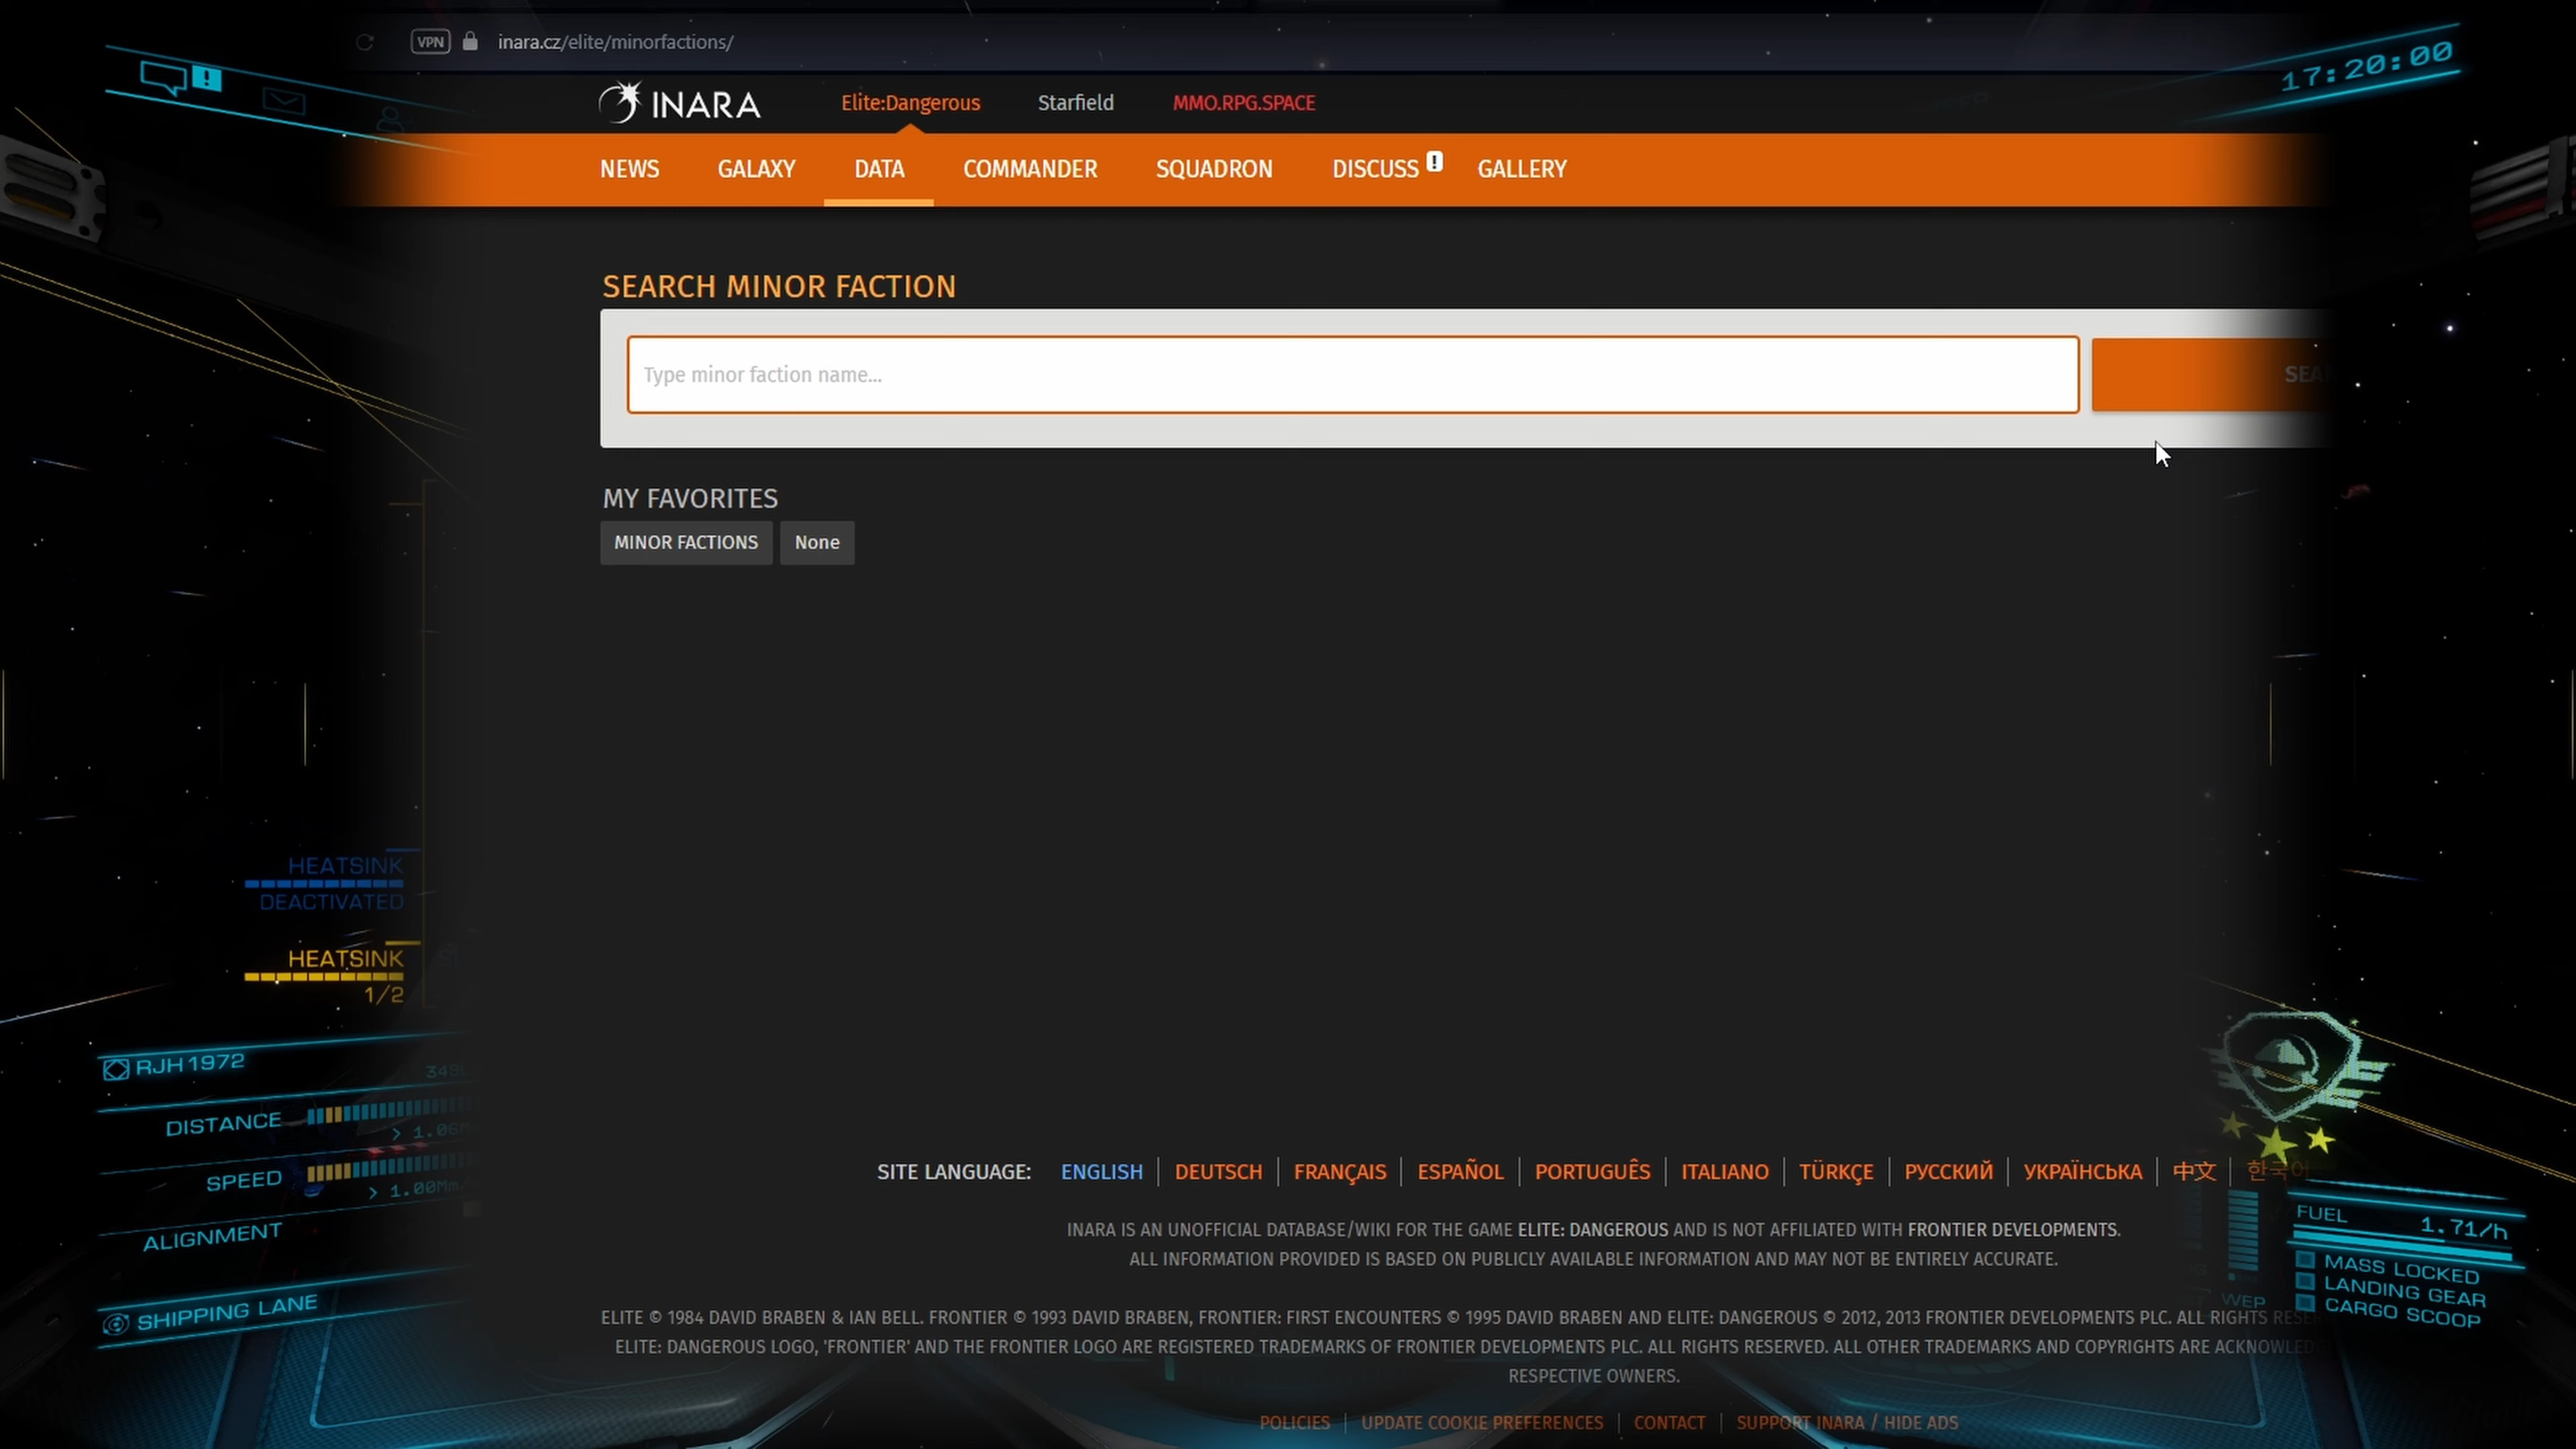 VPN inara.cz/elite/minorfactions/
17:20:00
INARA Elite:Dangerous Starfield MMO.RPG.SPACE
NEWS GALAXY DATA COMMANDER SQUADRON DISCUSS ! GALLERY
SEARCH MINOR FACTION
Type minor faction name...
MY FAVORITES
MINOR FACTIONS None
HEATSINK
DEACTIVATED
HEATSINK
1/2
RJH1972
DISTANCE
SPEED
ALIGNMENT
SHIPPING LANE
SITE LANGUAGE: ENGLISH DEUTSCH FRANÇAIS ESPAÑOL PORTUGUÊS ITALIANO TÜRKÇE РУССКИЙ УКРАЇНСЬКА 中文 한국어
INARA IS AN UNOFFICIAL DATABASE/WIKI FOR THE GAME ELITE: DANGEROUS AND IS NOT AFFILIATED WITH FRONTIER DEVELOPMENTS.
ALL INFORMATION PROVIDED IS BASED ON PUBLICLY AVAILABLE INFORMATION AND MAY NOT BE ENTIRELY ACCURATE.
ELITE © 1984 DAVID BRABEN & IAN BELL. FRONTIER © 1993 DAVID BRABEN, FRONTIER: FIRST ENCOUNTERS © 1995 DAVID BRABEN AND ELITE: DANGEROUS © 2012, 2013 FRONTIER DEVELOPMENTS PLC. ALL RIGHTS
ELITE: DANGEROUS LOGO, 'FRONTIER' AND THE FRONTIER LOGO ARE REGISTERED TRADEMARKS OF FRONTIER DEVELOPMENTS PLC. ALL RIGHTS RESERVED. ALL OTHER TRADEMARKS AND COPYRIGHTS ARE
RESPECTIVE OWNERS.
POLICIES UPDATE COOKIE PREFERENCES CONTACT SUPPORT INARA / HIDE ADS
FUEL 1.71/h
MASS LOCKED
LANDING GEAR
CARGO SCOOP
WEP